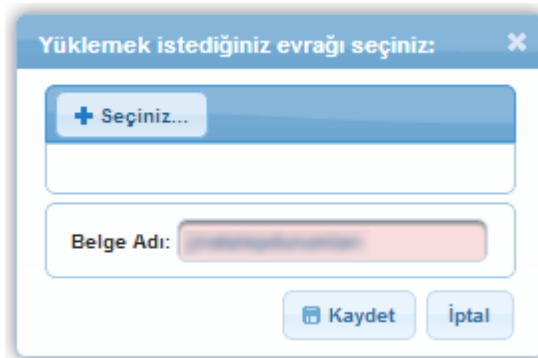 Yüklemek istediğiniz evrağı seçiniz:
Seçiniz...
Belge Adı:
Kaydet İptal